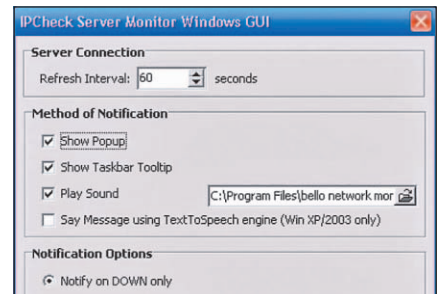 IPCheck Server Monitor Windows GUI
Server Connection
Refresh Interval: 60 seconds
Method of Notification
Show Popup
Show Taskbar Tooltip
Play Sound C:\Program Files\bello network mor
Say Message using TextToSpeech engine (Win XP/2003 only)
Notification Options
Notify on DOWN only